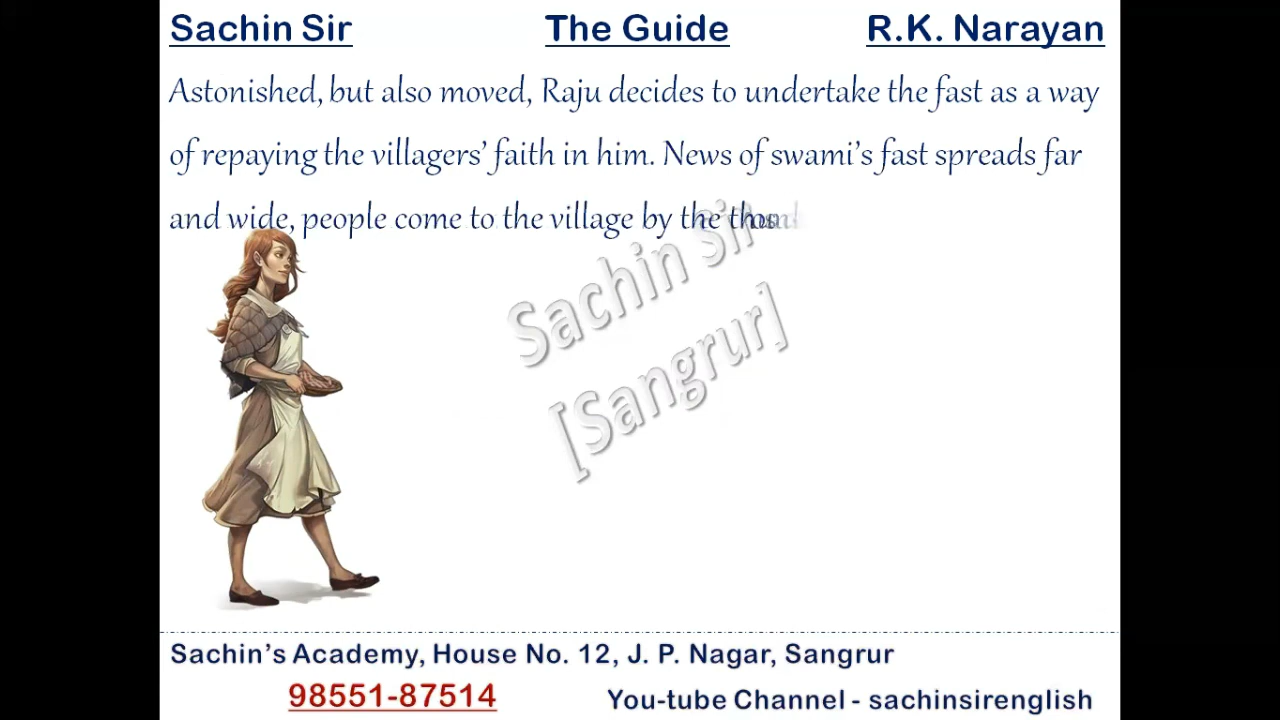 Sachin Sir The Guide R.K. Narayan
Astonished, but also moved, Raju decides to undertake the fast as a way
of repaying the villagers' faith in him. News of swami's fast spreads far
and wide, people come to the village by the
Sachin Sir
[Sangrur]
Sachin's Academy, House No. 12, J. P. Nagar, Sangrur
98551-87514 You-tube Channel - sachinsirenglish